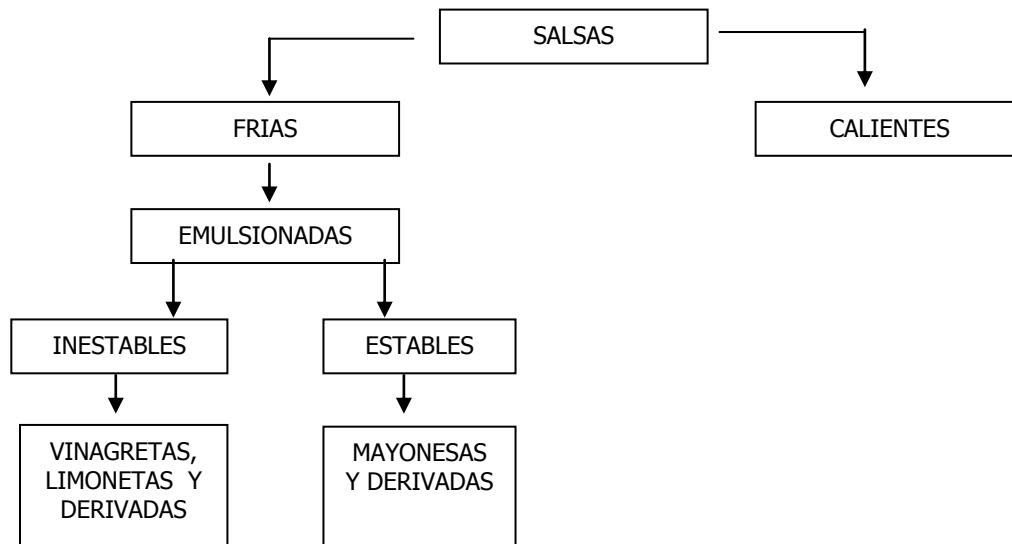 SALSAS
FRIAS
CALIENTES
EMULSIONADAS
INESTABLES
ESTABLES
VINAGRETAS,
LIMONETAS Y
DERIVADAS
MAYONESAS
Y DERIVADAS